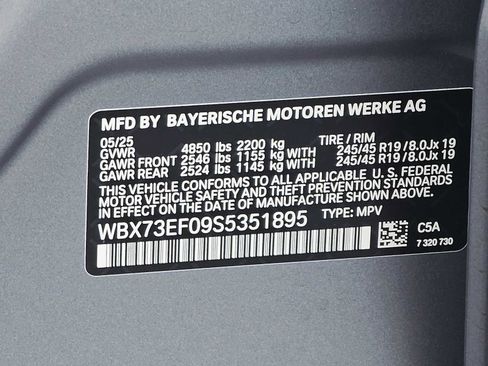 MFD BY BAYERISCHE MOTOREN WERKE AG
05/25 TIRE / RIM
GVWR 4850 lbs 2200 kg
GAWR FRONT 2546 lbs 1155 kg WITH 245/45 R19 / 8.0Jx 19
GAWR REAR 2524 lbs 1145 kg WITH 245/45 R19 / 8.0Jx 19
THIS VEHICLE CONFORMS TO ALL APPLICABLE U. S. FEDERAL
MOTOR VEHICLE SAFETY AND THEFT PREVENTION STANDARDS
IN EFFECT ON THE DATE OF MANUFACTURE SHOWN ABOVE.
WBX73EF09S5351895 TYPE: MPV
C5A
7 320 730